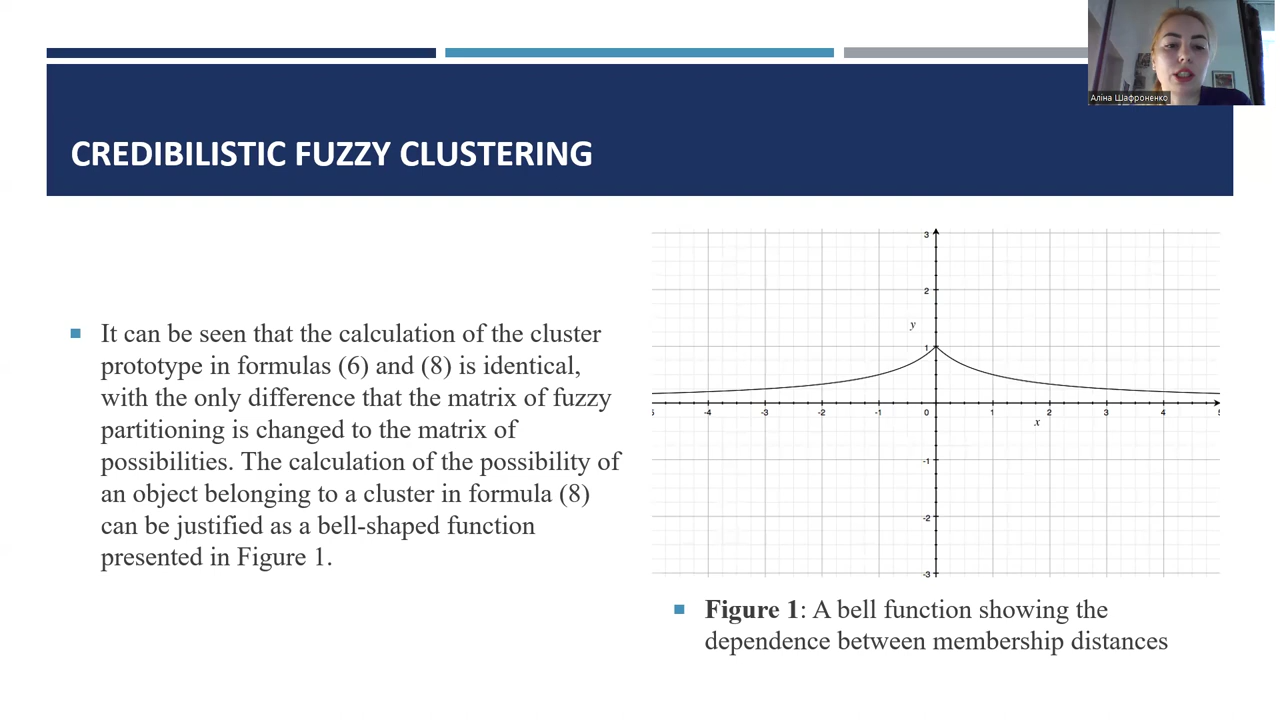 Аліна Шафроненко
CREDIBILISTIC FUZZY CLUSTERING
It can be seen that the calculation of the cluster
prototype in formulas (6) and (8) is identical,
with the only difference that the matrix of fuzzy
partitioning is changed to the matrix of
possibilities. The calculation of the possibility of
an object belonging to a cluster in formula (8)
can be justified as a bell-shaped function
presented in Figure 1.
3
2
y
1
-4 -3 -2 -1 0 1 2 3 4
x
-1
-2
-3
Figure 1: A bell function showing the
dependence between membership distances